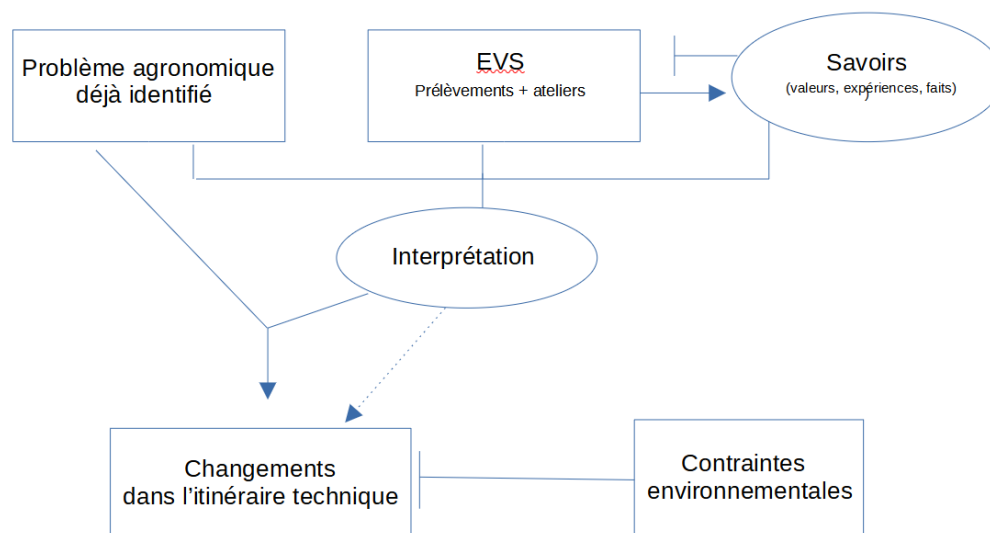 Problème agronomique
déjà identifié
EVS
Prélèvements + ateliers
Savoirs
(valeurs, expériences, faits)
)
Interprétation
Changements
dans l'itinéraire technique
Contraintes
environnementales